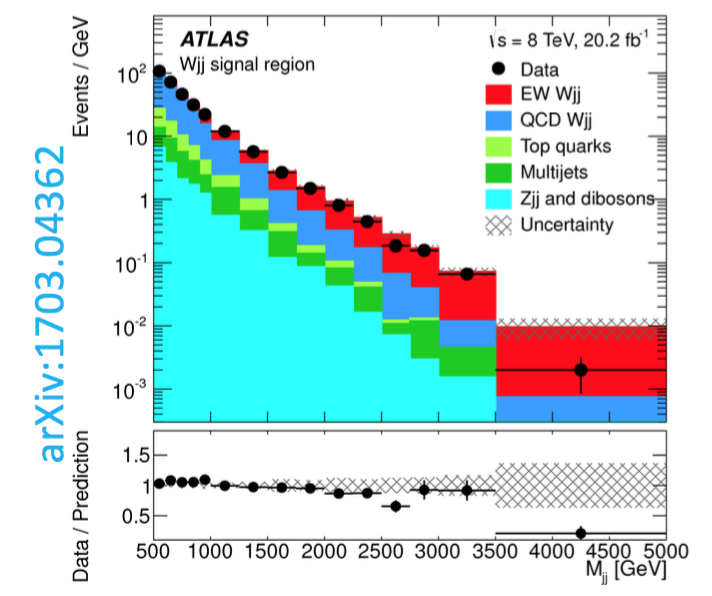 arXiv:1703.04362
Events / GeV
ATLAS
Wjj signal region
√s = 8 TeV, 20.2 fb⁻¹
Data
EW Wjj
QCD Wjj
Top quarks
Multijets
Zjj and dibosons
Uncertainty
10²
10
1
10⁻¹
10⁻²
10⁻³
Data / Prediction
1.5
1
0.5
500 1000 1500 2000 2500 3000 3500 4000 4500 5000
Mjj [GeV]